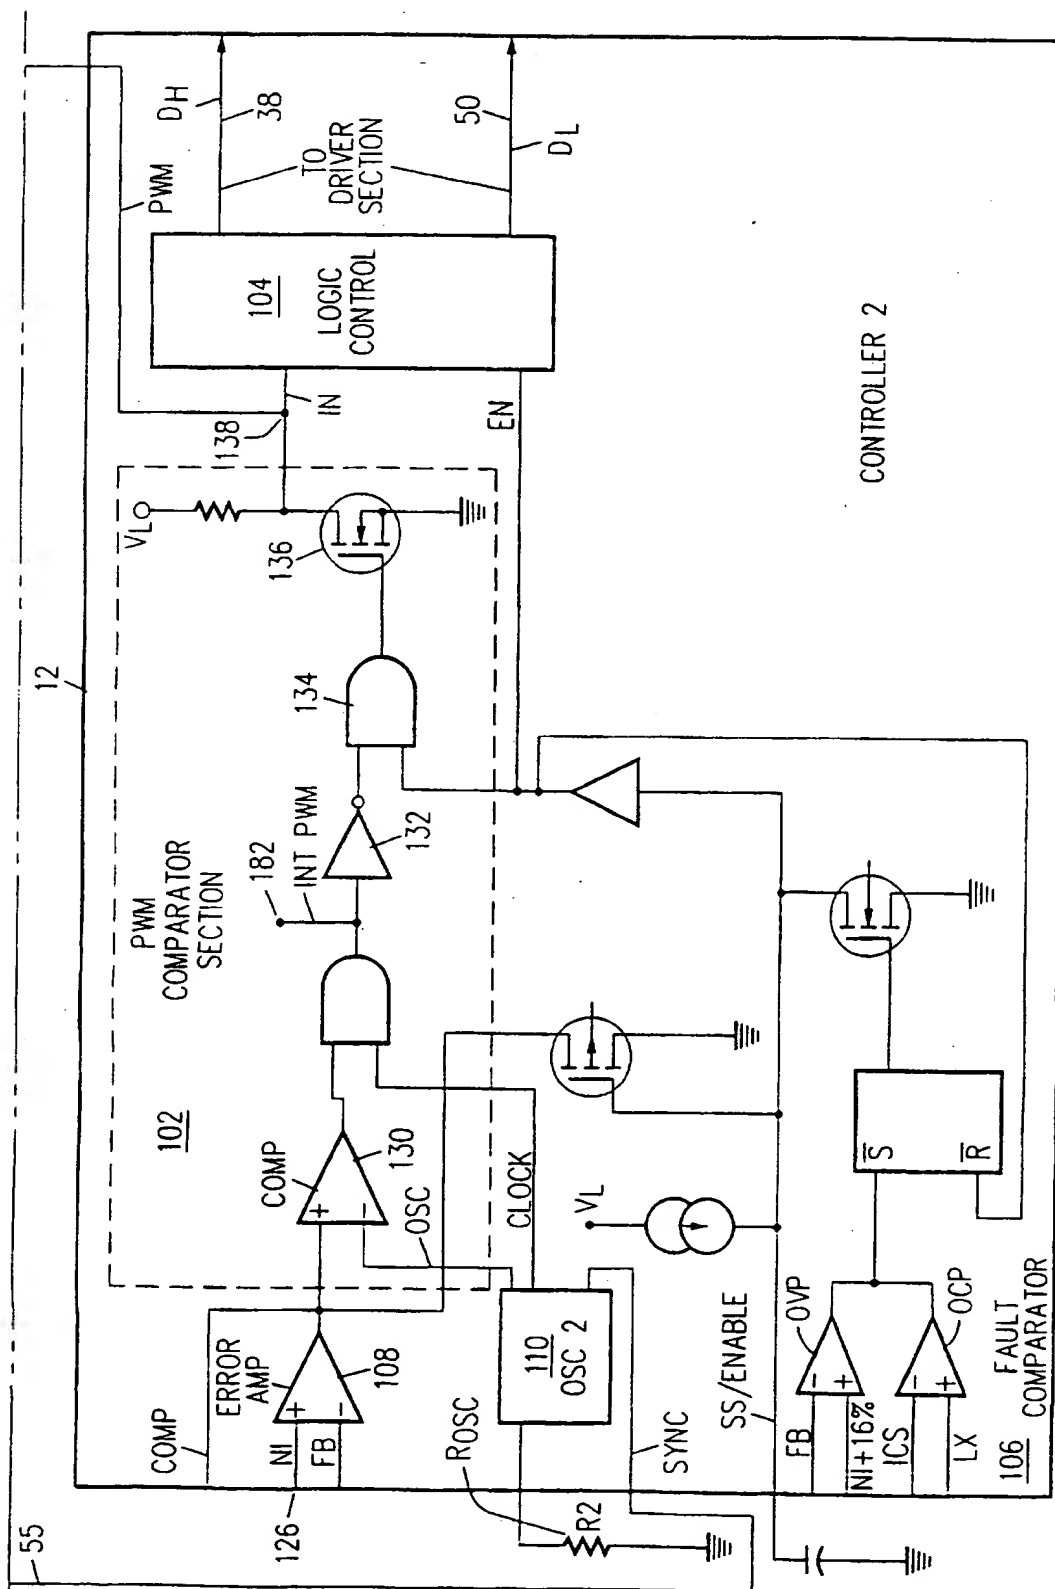 55
12
PWM
DH
38
TO
DRIVER
SECTION
50
DL
104
LOGIC
CONTROL
IN
138
EN
VL
136
134
PWM
COMPARATOR
SECTION
182
INT PWM
132
102
COMP
130
OSC
CLOCK
COMP
ERROR
AMP
108
NI
FB
126
110
OSC 2
ROSC
R2
SYNC
VL
SS/ENABLE
S
R
OVP
OCP
FB
NI+16%
ICS
LX
FAULT
COMPARATOR
106
CONTROLLER 2
+
−
+
−
−
+
−
+